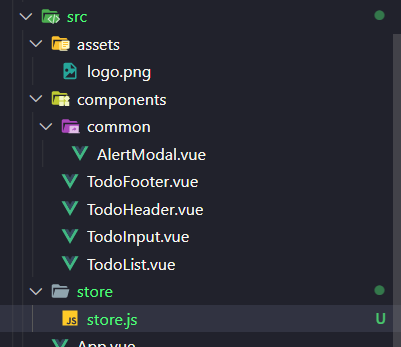 src
assets
logo.png
components
common
AlertModal.vue
TodoFooter.vue
TodoHeader.vue
TodoInput.vue
TodoList.vue
store
JS store.js U
App.vue